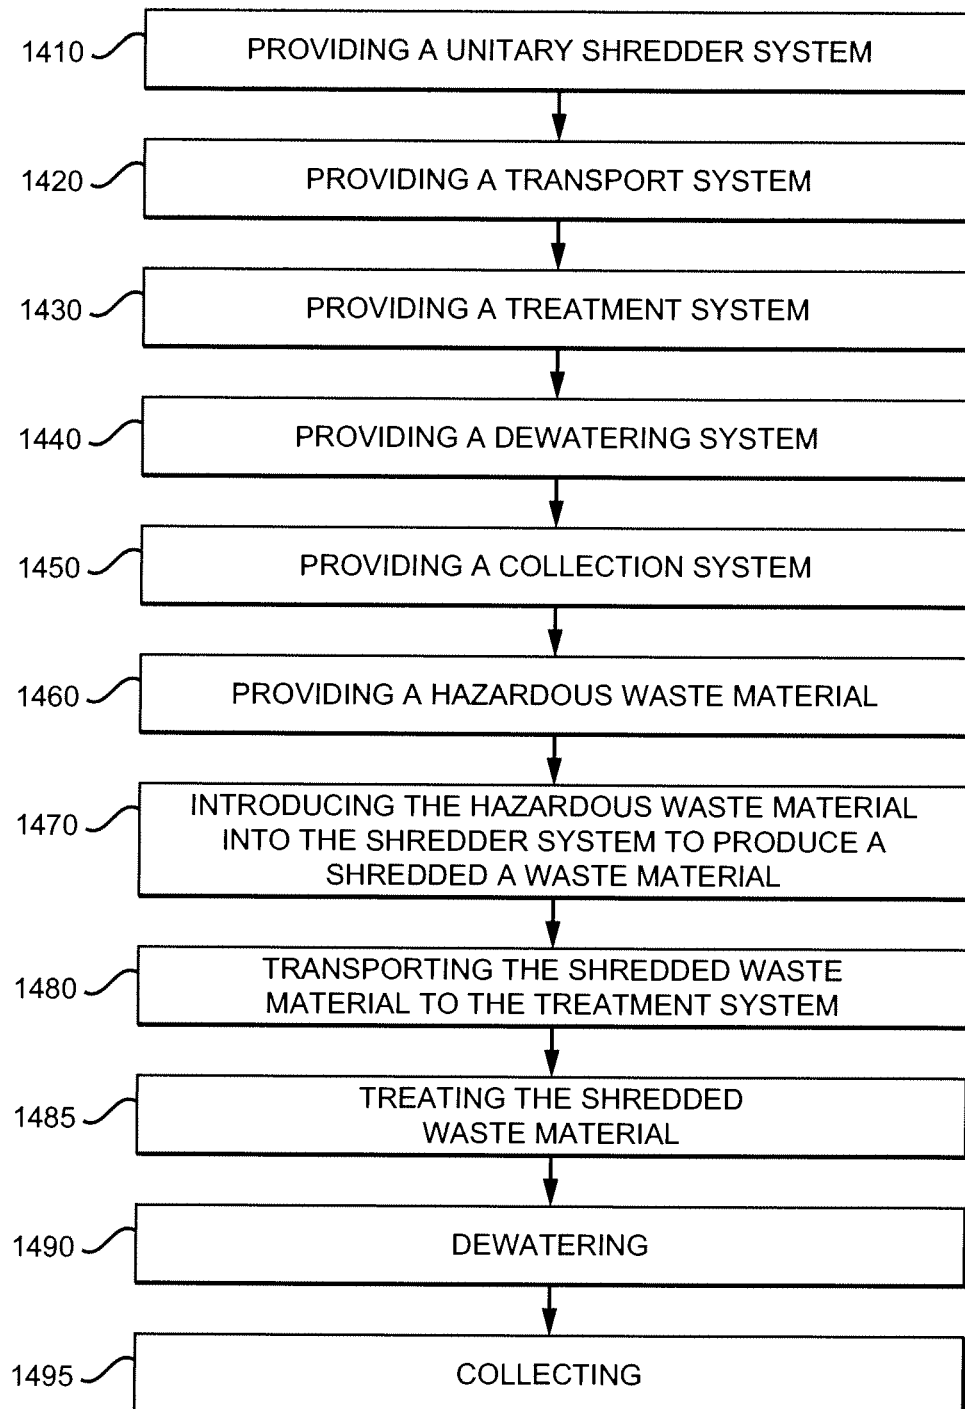 1410
PROVIDING A UNITARY SHREDDER SYSTEM
1420
PROVIDING A TRANSPORT SYSTEM
1430
PROVIDING A TREATMENT SYSTEM
1440
PROVIDING A DEWATERING SYSTEM
1450
PROVIDING A COLLECTION SYSTEM
1460
PROVIDING A HAZARDOUS WASTE MATERIAL
1470
INTRODUCING THE HAZARDOUS WASTE MATERIAL
INTO THE SHREDDER SYSTEM TO PRODUCE A
SHREDDED A WASTE MATERIAL
1480
TRANSPORTING THE SHREDDED WASTE
MATERIAL TO THE TREATMENT SYSTEM
1485
TREATING THE SHREDDED
WASTE MATERIAL
1490
DEWATERING
1495
COLLECTING